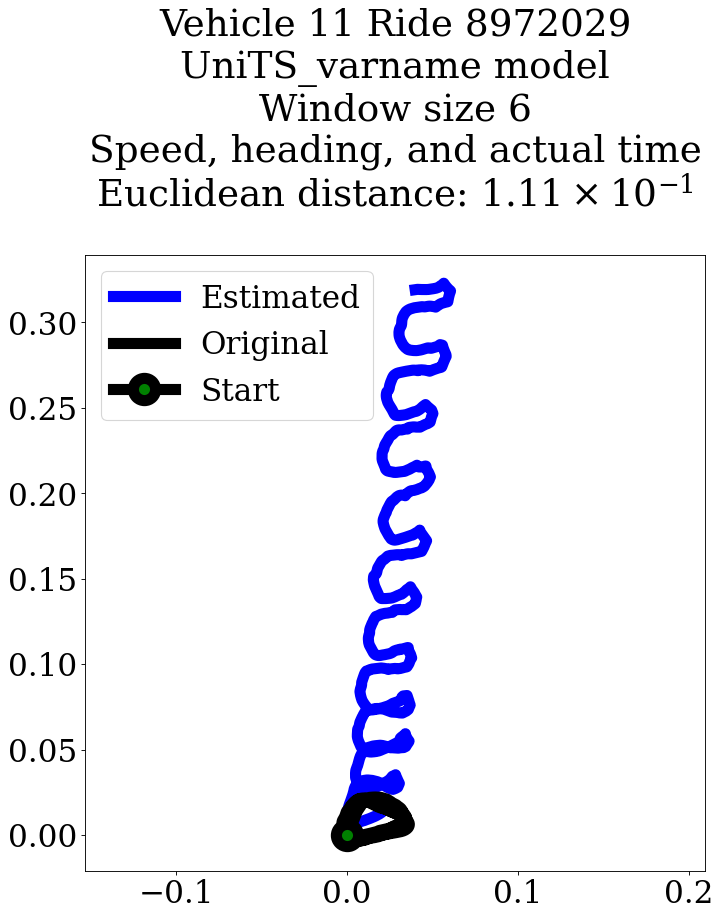 Vehicle 11 Ride 8972029
UniTS_varname model
Window size 6
Speed, heading, and actual time
Euclidean distance: 1.11 × 10⁻¹
Estimated
Original
Start
0.30
0.25
0.20
0.15
0.10
0.05
0.00
−0.1
0.0
0.1
0.2